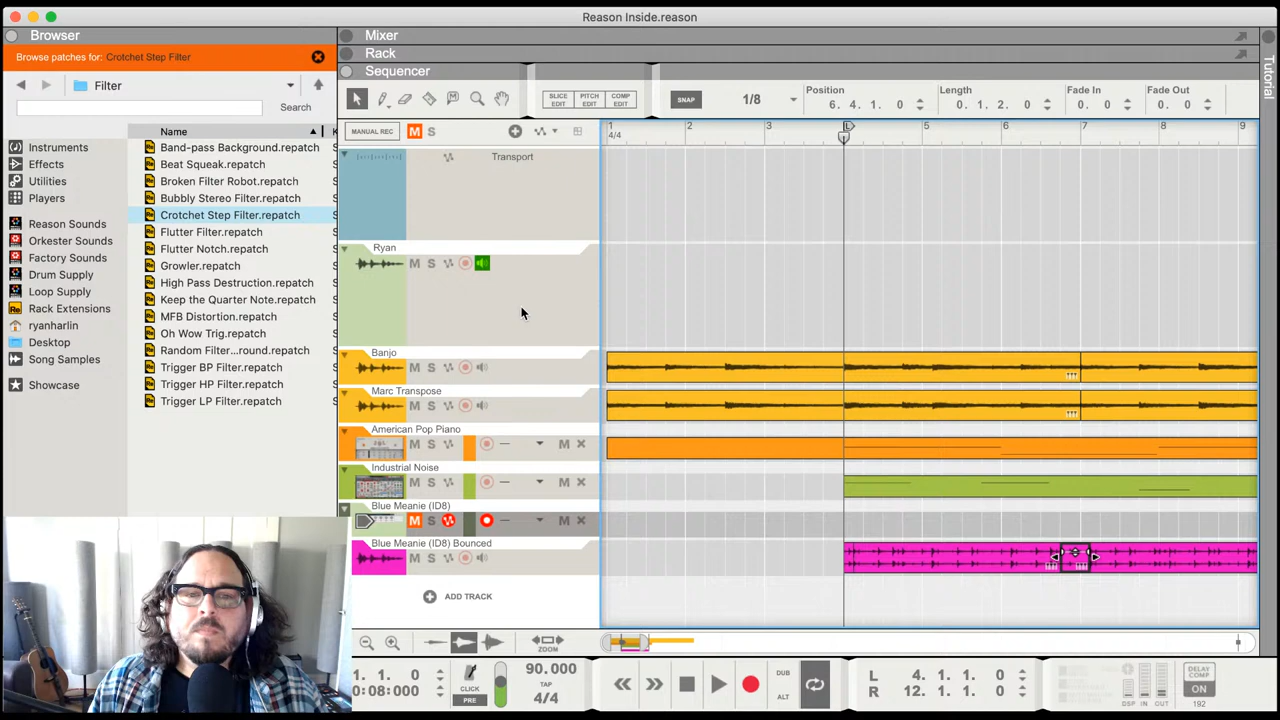 Reason Inside.reason
Browser
Browse patches for: Crotchet Step Filter
Filter
Search
Name
Instruments
Effects
Utilities
Players
Reason Sounds
Orkester Sounds
Factory Sounds
Drum Supply
Loop Supply
Rack Extensions
ryanharlin
Desktop
Song Samples
Showcase
Band-pass Background.repatch
Beat Squeak.repatch
Broken Filter Robot.repatch
Bubbly Stereo Filter.repatch
Crotchet Step Filter.repatch
Flutter Filter.repatch
Flutter Notch.repatch
Growler.repatch
High Pass Destruction.repatch
Keep the Quarter Note.repatch
MFB Distortion.repatch
Oh Wow Trig.repatch
Random Filter...round.repatch
Trigger BP Filter.repatch
Trigger HP Filter.repatch
Trigger LP Filter.repatch
Mixer
Rack
Sequencer
Tutorial
SLICE EDIT
PITCH EDIT
COMP EDIT
SNAP
1/8
Position
6. 4. 1. 0
Length
0. 1. 2. 0
Fade In
0. 0
Fade Out
0. 0
MANUAL REC
M S
1 2 3 5 6 7 8 9
4/4
Transport
Ryan
M S
Banjo
M S
Marc Transpose
M S
American Pop Piano
M S
M
Industrial Noise
M S
M
Blue Meanie (ID8)
M S
M
Blue Meanie (ID8) Bounced
M S
ADD TRACK
ZOOM
1. 1. 0
0:08:000
CLICK
PRE
90.000
TAP
4/4
DUB
ALT
L 4. 1. 1. 0
R 12. 1. 1. 0
DSP IN OUT
DELAY COMP
ON
192